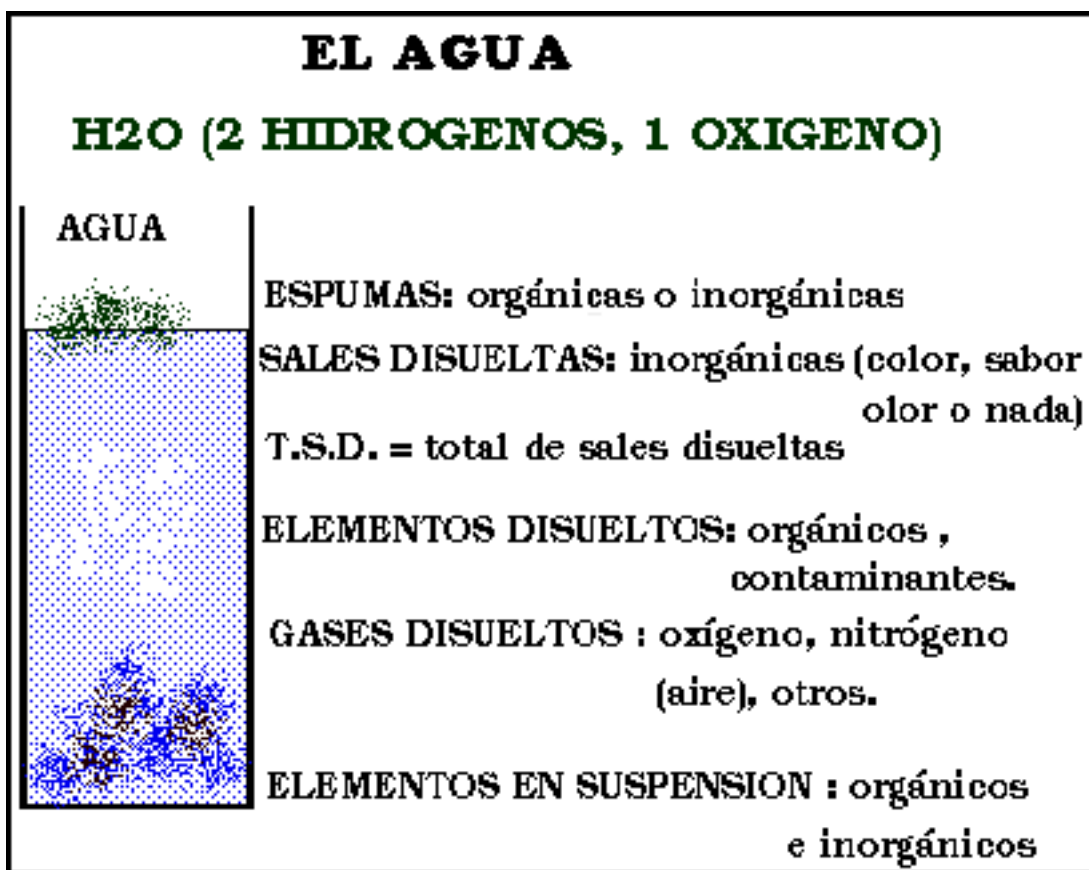 EL AGUA
H2O (2 HIDROGENOS, 1 OXIGENO)
AGUA
ESPUMAS: orgánicas o inorgánicas
SALES DISUELTAS: inorgánicas (color, sabor
olor o nada)
T.S.D. = total de sales disueltas
ELEMENTOS DISUELTOS: orgánicos ,
contaminantes.
GASES DISUELTOS : oxígeno, nitrógeno
(aire), otros.
ELEMENTOS EN SUSPENSION : orgánicos
e inorgánicos